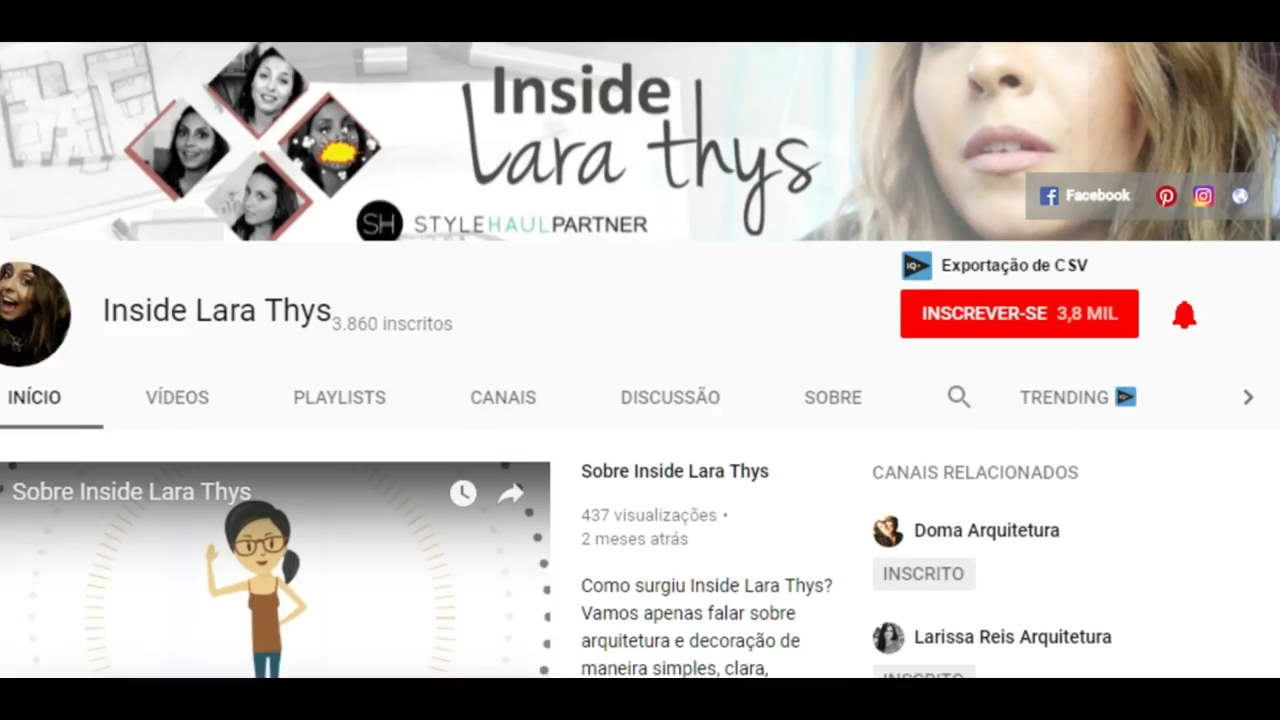 Inside
Lara thys
SH STYLEHAULPARTNER
Facebook
IQ Exportação de CSV
Inside Lara Thys 3.860 inscritos
INSCREVER-SE 3,8 MIL
INÍCIO VÍDEOS PLAYLISTS CANAIS DISCUSSÃO SOBRE TRENDING
Sobre Inside Lara Thys
Sobre Inside Lara Thys
437 visualizações •
2 meses atrás
Como surgiu Inside Lara Thys?
Vamos apenas falar sobre
arquitetura e decoração de
maneira simples, clara,
CANAIS RELACIONADOS
Doma Arquitetura
INSCRITO
Larissa Reis Arquitetura
INSCRITO